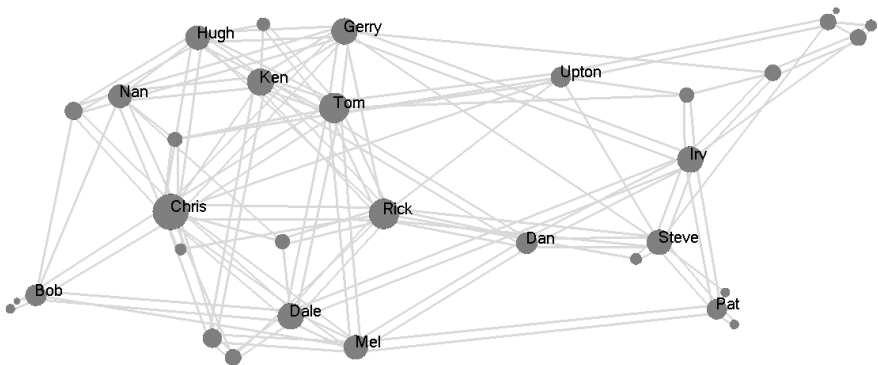 Hugh
Gerry
Ken
Upton
Nan
Tom
Irv
Chris
Rick
Dan
Steve
Bob
Dale
Pat
Mel